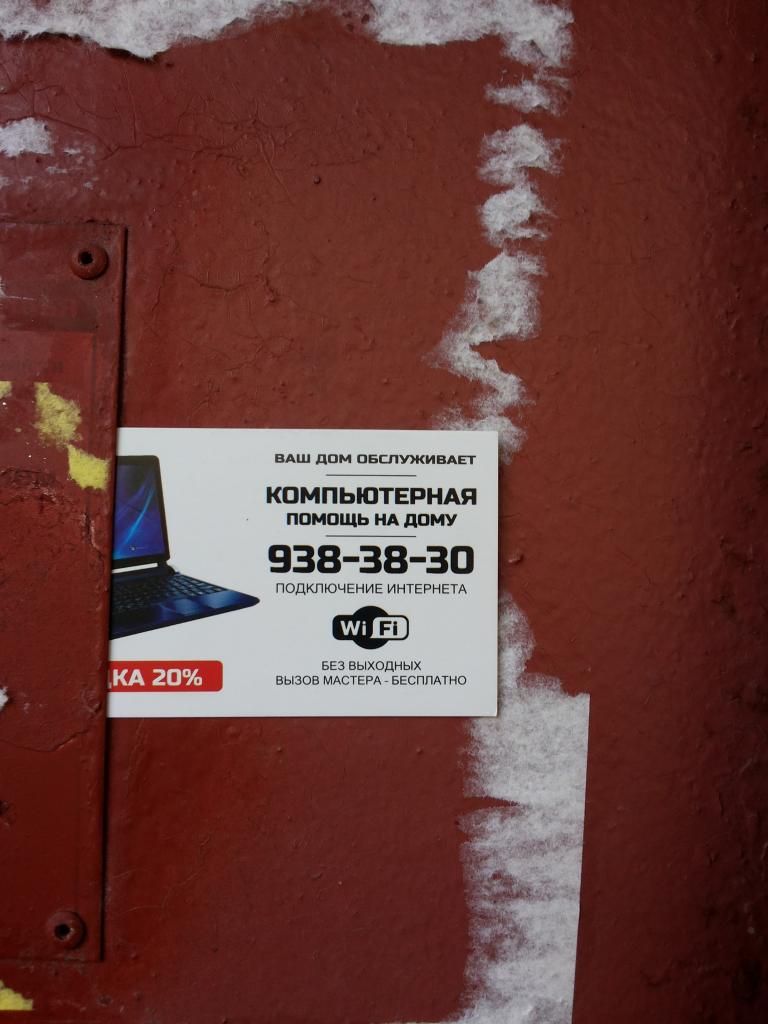 ВАШ ДОМ ОБСЛУЖИВАЕТ
КОМПЬЮТЕРНАЯ
ПОМОЩЬ НА ДОМУ
938-38-30
ПОДКЛЮЧЕНИЕ ИНТЕРНЕТА
Wi Fi
БЕЗ ВЫХОДНЫХ
ВЫЗОВ МАСТЕРА - БЕСПЛАТНО
20%